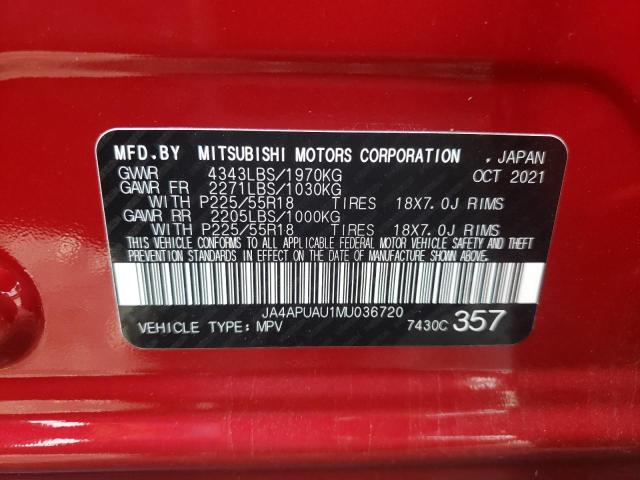 MFD.BY MITSUBISHI MOTORS CORPORATION . JAPAN
GVWR 4343LBS/1970KG OCT 2021
GAWR FR 2271LBS/1030KG
WITH P225/55R18 TIRES 18X7.0J RIMS
GAWR RR 2205LBS/1000KG
WITH P225/55R18 TIRES 18X7.0J RIMS
THIS VEHICLE CONFORMS TO ALL APPLICABLE FEDERAL MOTOR VEHICLE SAFETY AND THEFT
PREVENTION STANDARDS IN EFFECT ON THE DATE OF MANUFACTURE SHOWN ABOVE.
JA4APUAU1MU036720
VEHICLE TYPE: MPV 7430C 357